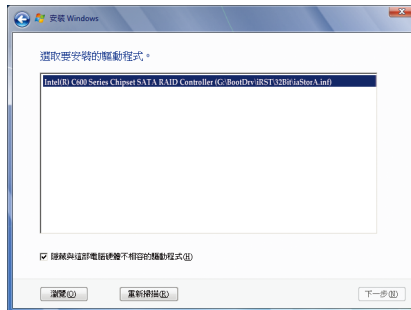 安裝 Windows
選取要安裝的驅動程式。
Intel(R) C600 Series Chipset SATA RAID Controller (G:\BootDrv\iRST\32Bit\iaStorA.inf)
隱藏與這部電腦硬體不相容的驅動程式(H)
瀏覽(O)
重新掃描(R)
下一步(N)